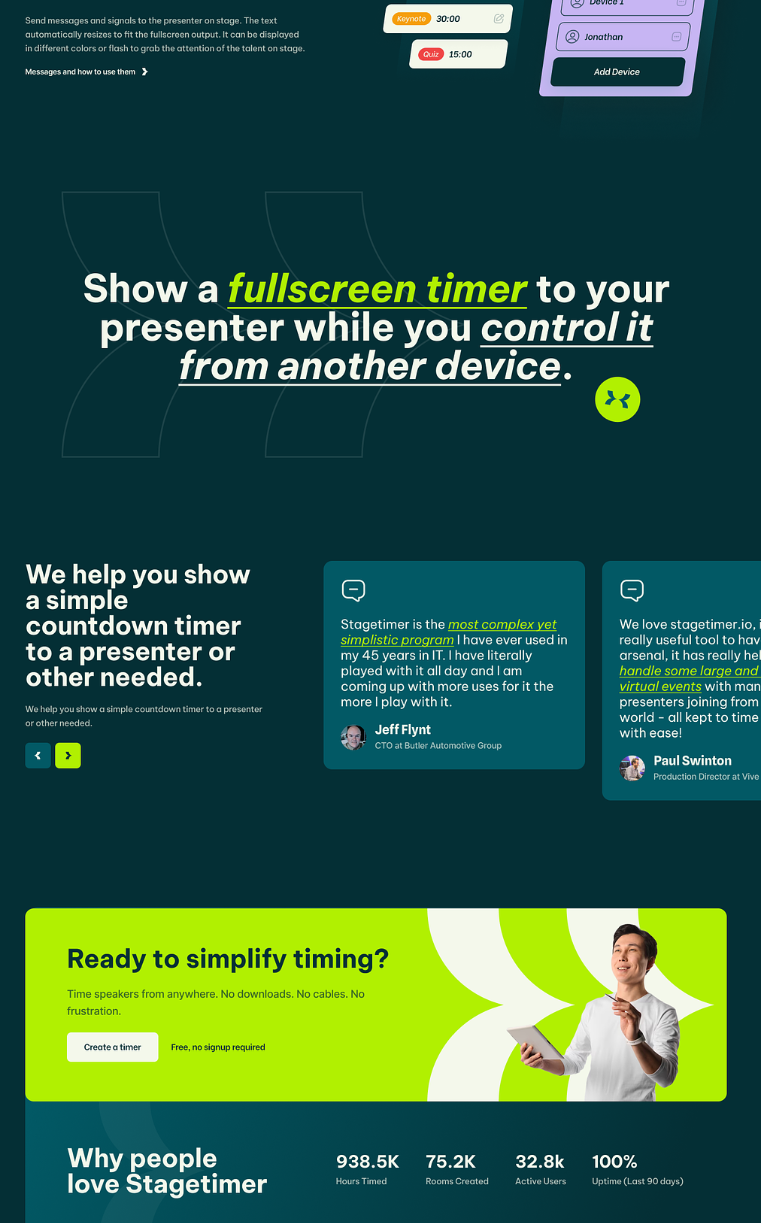 Send messages and signals to the presenter on stage. The text
automatically resizes to fit the fullscreen output. It can be displayed
in different colors or flash to grab the attention of the talent on stage.
Messages and how to use them
Keynote 30:00
Quiz 15:00
Device 1
Jonathan
Add Device
Show a fullscreen timer to your
presenter while you control it
from another device.
We help you show
a simple
countdown timer
to a presenter or
other needed.
We help you show a simple countdown timer to a presenter
or other needed.
Stagetimer is the most complex yet
simplistic program I have ever used in
my 45 years in IT. I have literally
played with it all day and I am
coming up with more uses for it the
more I play with it.
Jeff Flynt
CTO at Butler Automotive Group
We love stagetimer.io, i
really useful tool to hav
arsenal, it has really hel
handle some large and
virtual events with man
presenters joining from
world - all kept to time
with ease!
Paul Swinton
Production Director at Vive
Ready to simplify timing?
Time speakers from anywhere. No downloads. No cables. No
frustration.
Create a timer
Free, no signup required
Why people
love Stagetimer
938.5K
Hours Timed
75.2K
Rooms Created
32.8k
Active Users
100%
Uptime (Last 90 days)